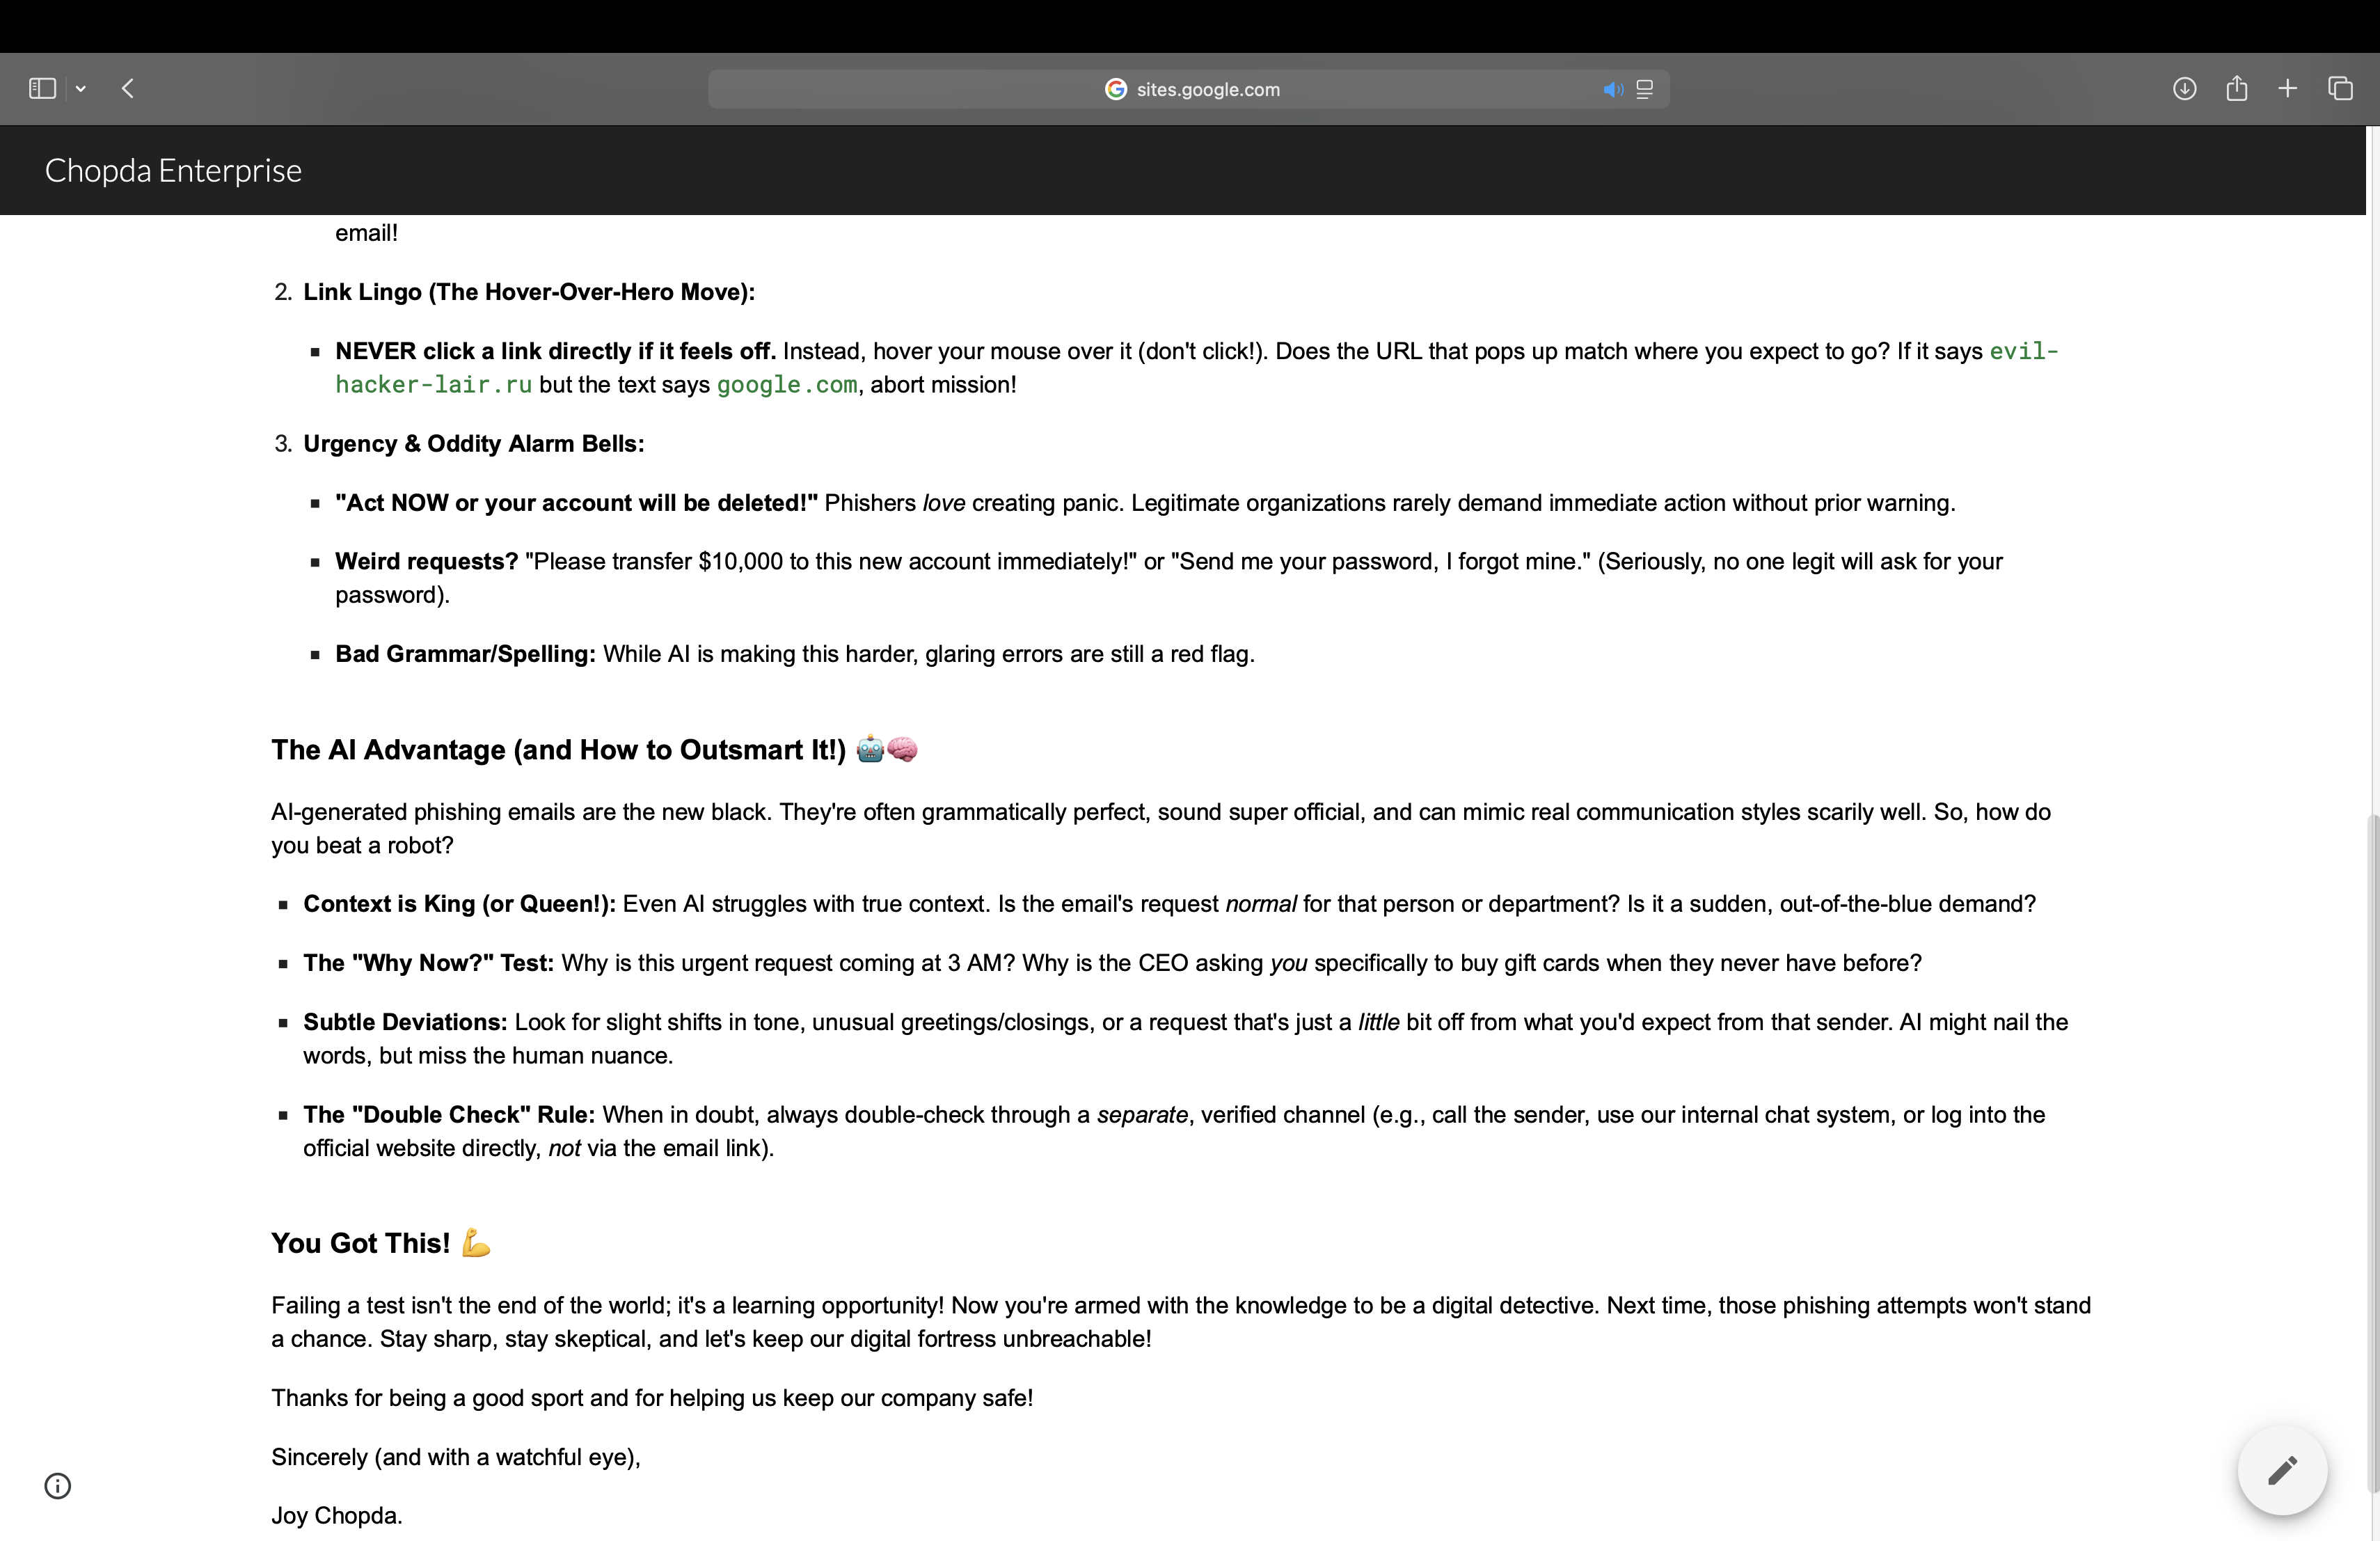 sites.google.com
Chopda Enterprise
email!
2. Link Lingo (The Hover-Over-Hero Move):
▪ NEVER click a link directly if it feels off. Instead, hover your mouse over it (don't click!). Does the URL that pops up match where you expect to go? If it says evil-
hacker-lair.ru but the text says google.com, abort mission!
3. Urgency & Oddity Alarm Bells:
▪ "Act NOW or your account will be deleted!" Phishers love creating panic. Legitimate organizations rarely demand immediate action without prior warning.
▪ Weird requests? "Please transfer $10,000 to this new account immediately!" or "Send me your password, I forgot mine." (Seriously, no one legit will ask for your
password).
▪ Bad Grammar/Spelling: While AI is making this harder, glaring errors are still a red flag.
The AI Advantage (and How to Outsmart It!) 🤖🧠
AI-generated phishing emails are the new black. They're often grammatically perfect, sound super official, and can mimic real communication styles scarily well. So, how do
you beat a robot?
▪ Context is King (or Queen!): Even AI struggles with true context. Is the email's request normal for that person or department? Is it a sudden, out-of-the-blue demand?
▪ The "Why Now?" Test: Why is this urgent request coming at 3 AM? Why is the CEO asking you specifically to buy gift cards when they never have before?
▪ Subtle Deviations: Look for slight shifts in tone, unusual greetings/closings, or a request that's just a little bit off from what you'd expect from that sender. AI might nail the
words, but miss the human nuance.
▪ The "Double Check" Rule: When in doubt, always double-check through a separate, verified channel (e.g., call the sender, use our internal chat system, or log into the
official website directly, not via the email link).
You Got This! 💪
Failing a test isn't the end of the world; it's a learning opportunity! Now you're armed with the knowledge to be a digital detective. Next time, those phishing attempts won't stand
a chance. Stay sharp, stay skeptical, and let's keep our digital fortress unbreachable!
Thanks for being a good sport and for helping us keep our company safe!
Sincerely (and with a watchful eye),
Joy Chopda.